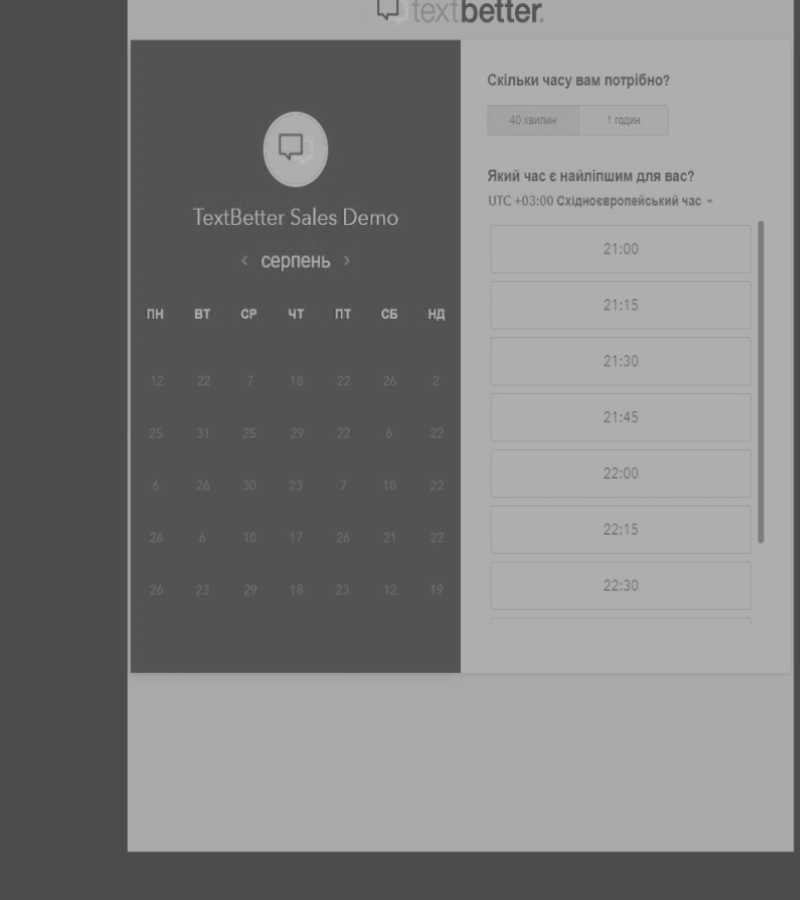 textbetter.
TextBetter Sales Demo
‹ серпень ›
ПН ВТ СР ЧТ ПТ СБ НД
12 22 7 18 22 26 2
25 31 25 29 22 6 22
6 26 30 23 7 18 22
26 6 10 17 26 21 22
26 23 29 18 23 12 19
Скільки часу вам потрібно?
40 хвилин 1 годин
Який час є найліпшим для вас?
UTC +03:00 Східноєвропейський час
21:00
21:15
21:30
21:45
22:00
22:15
22:30